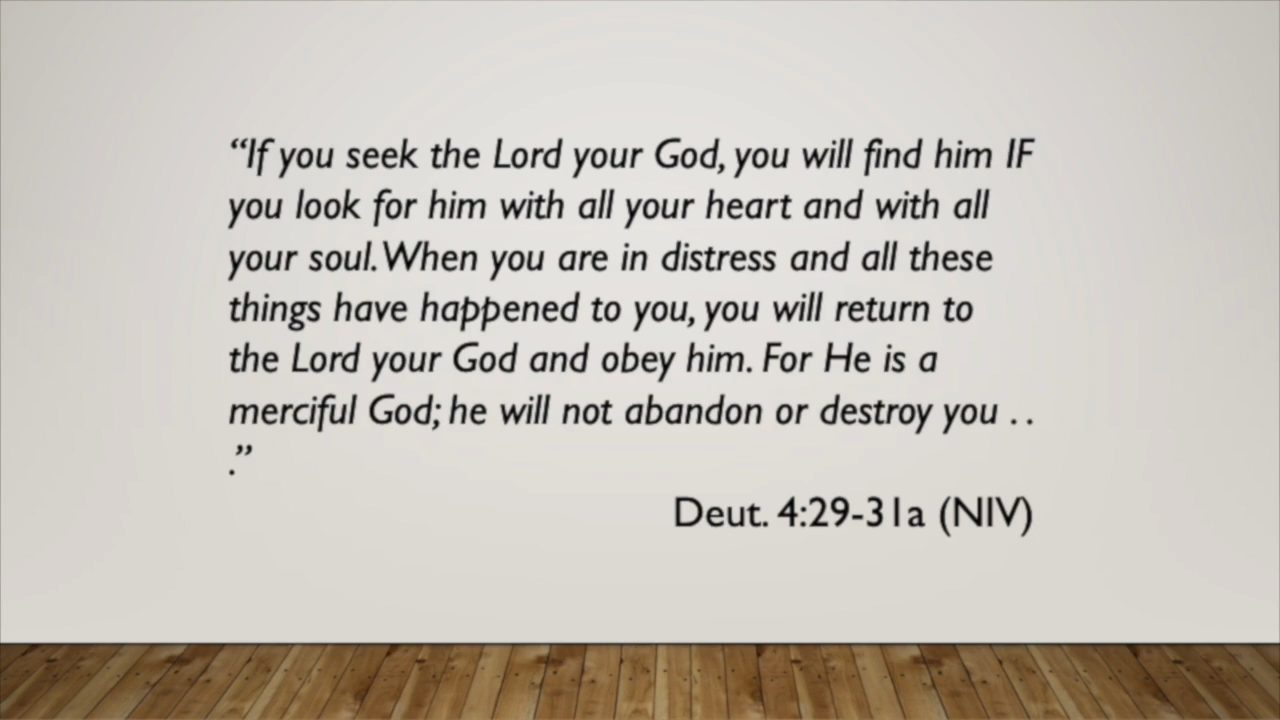 “If you seek the Lord your God, you will find him IF
you look for him with all your heart and with all
your soul. When you are in distress and all these
things have happened to you, you will return to
the Lord your God and obey him. For He is a
merciful God; he will not abandon or destroy you . .
.”
Deut. 4:29-31a (NIV)